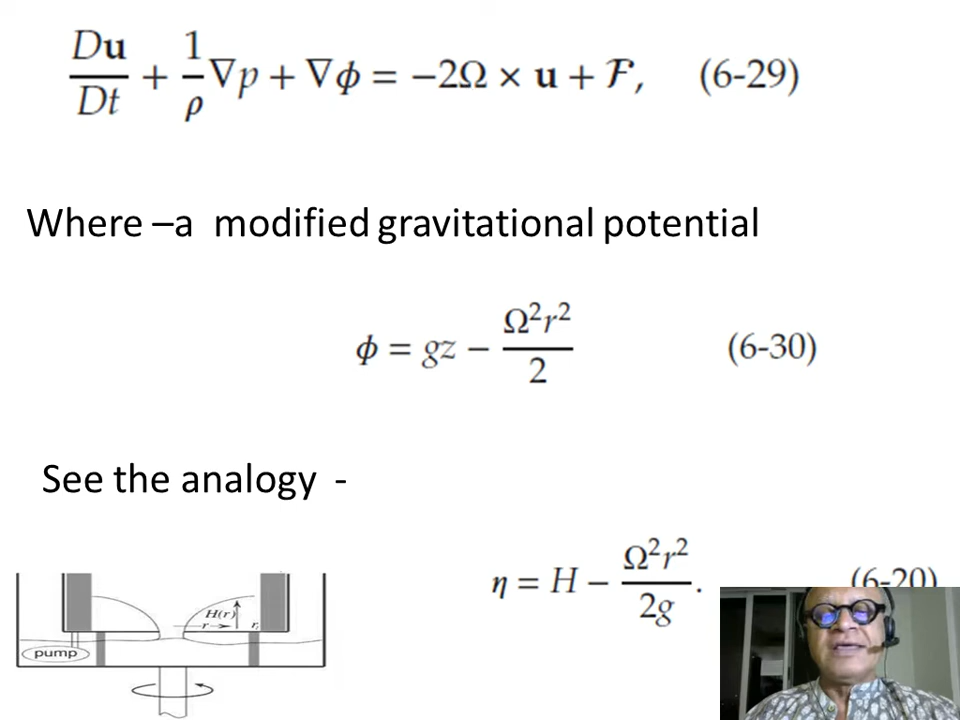 Du/Dt + 1/ρ ∇p + ∇ϕ = −2Ω × u + ℱ, (6-29)
Where –a modified gravitational potential
ϕ = gz − Ω²r²/2 (6-30)
See the analogy -
η = H − Ω²r²/2g. (6-20)
H(r)
r
r₁
pump